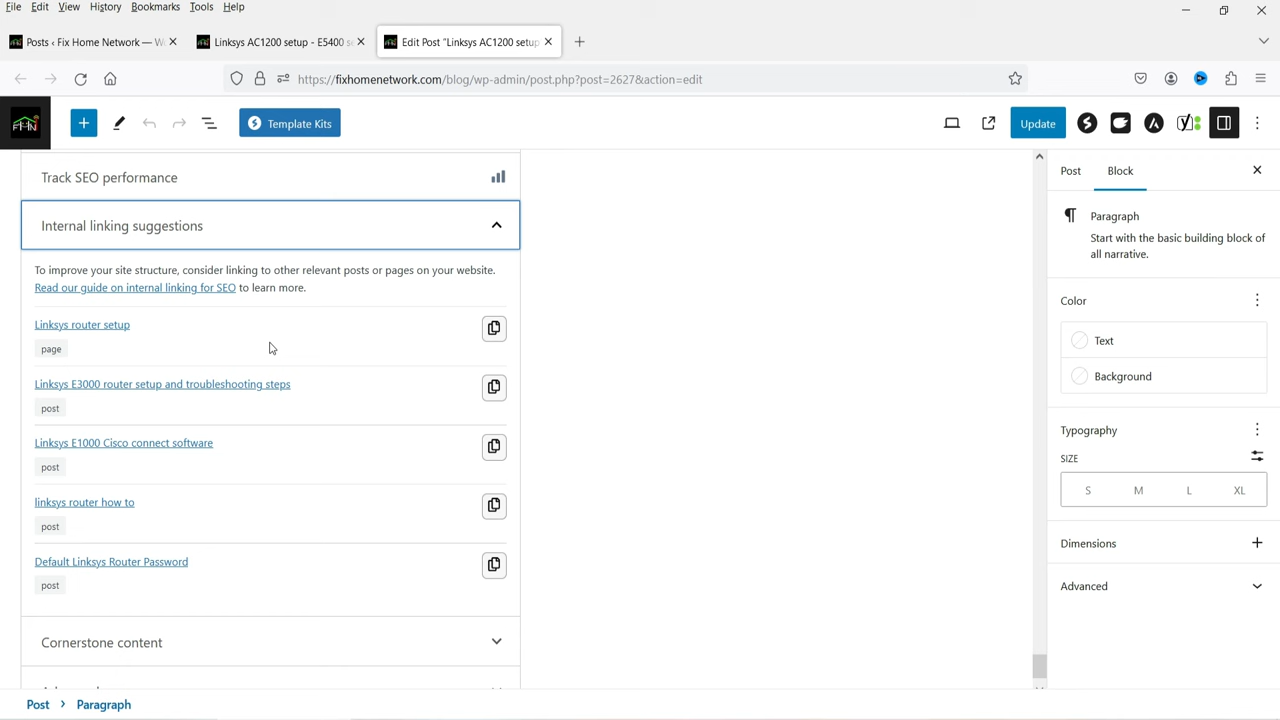 File Edit View History Bookmarks Tools Help
Posts ‹ Fix Home Network — W
Linksys AC1200 setup - E5400 s
Edit Post "Linksys AC1200 setup
https://fixhomenetwork.com/blog/wp-admin/post.php?post=2627&action=edit
FHN
Template Kits
Update
Track SEO performance
Internal linking suggestions
To improve your site structure, consider linking to other relevant posts or pages on your website.
Read our guide on internal linking for SEO to learn more.
Linksys router setup
page
Linksys E3000 router setup and troubleshooting steps
post
Linksys E1000 Cisco connect software
post
linksys router how to
post
Default Linksys Router Password
post
Cornerstone content
Post
Block
Paragraph
Start with the basic building block of
all narrative.
Color
Text
Background
Typography
SIZE
S M L XL
Dimensions
Advanced
Post > Paragraph